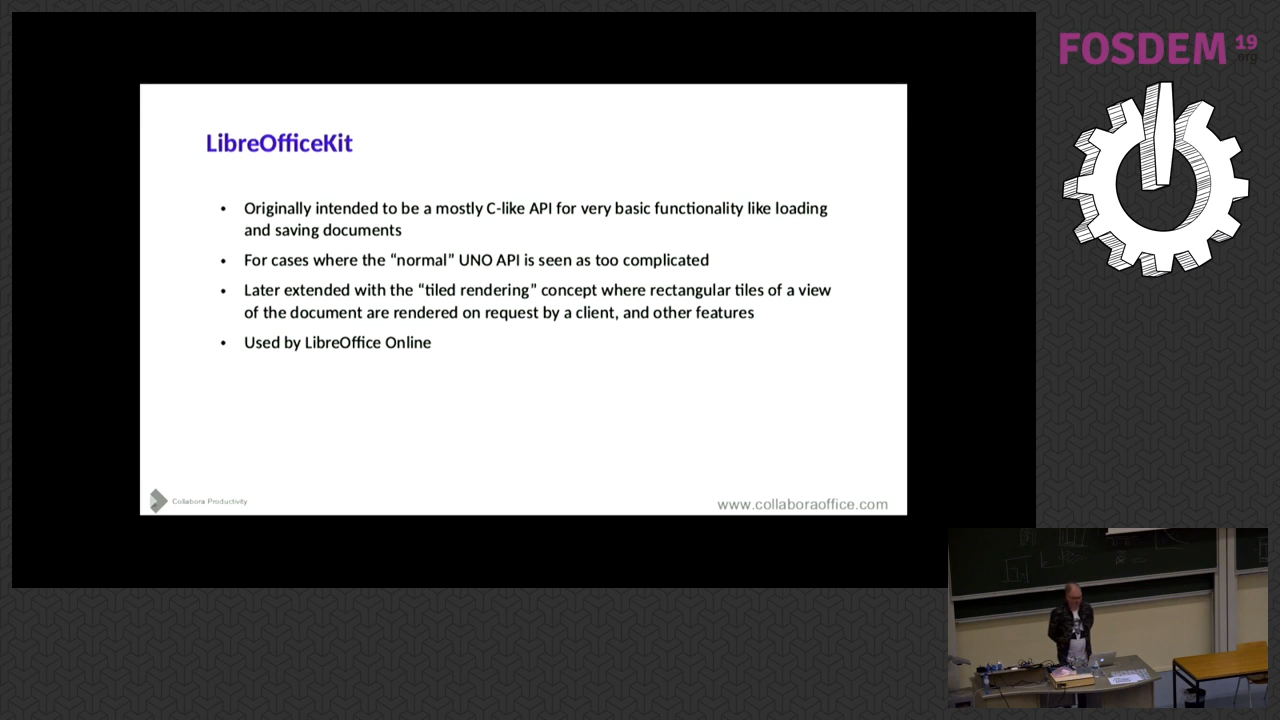 FOSDEM 19
.org
LibreOfficeKit
• Originally intended to be a mostly C-like API for very basic functionality like loading
and saving documents
• For cases where the “normal” UNO API is seen as too complicated
• Later extended with the “tiled rendering” concept where rectangular tiles of a view
of the document are rendered on request by a client, and other features
• Used by LibreOffice Online
Collabora Productivity
www.collaboraoffice.com